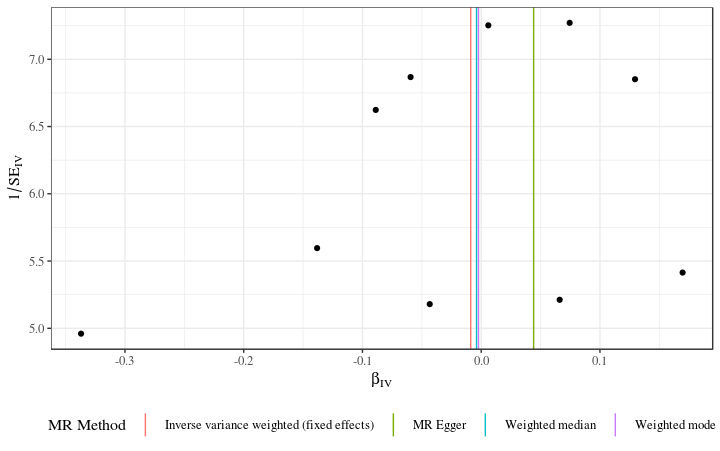 7.0
6.5
6.0
5.5
5.0
1/SE_IV
-0.3 -0.2 -0.1 0.0 0.1
β_IV
MR Method Inverse variance weighted (fixed effects) MR Egger Weighted median Weighted mode